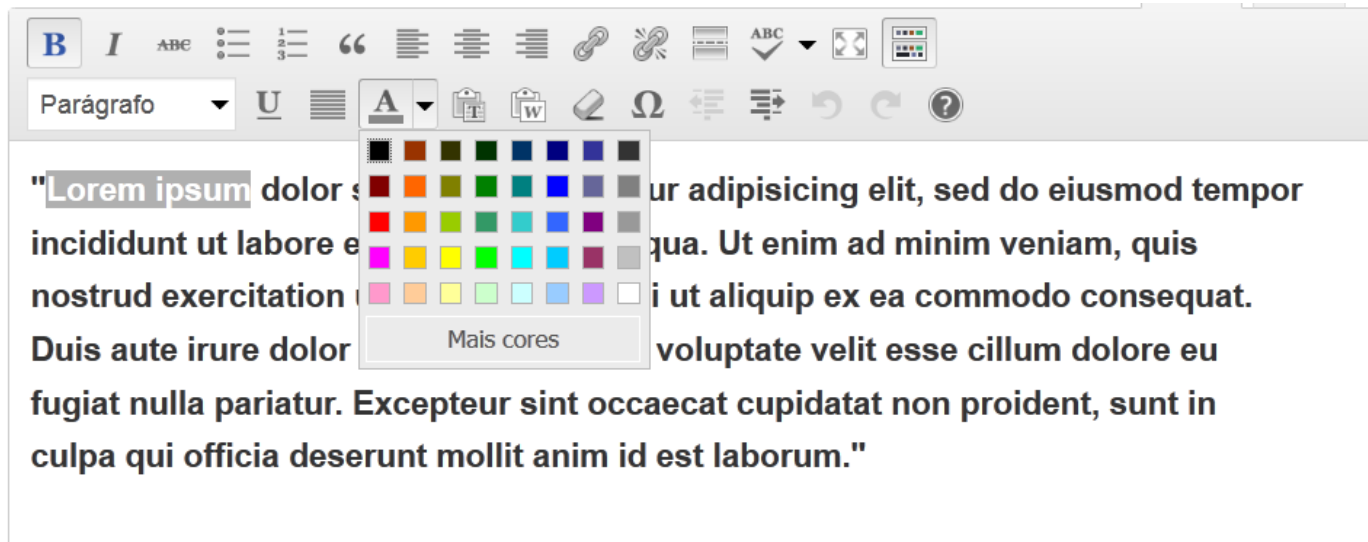 B I ABC 1 2 3 “ ABC
Parágrafo U A T W Ω ?
"Lorem ipsum dolor s ur adipisicing elit, sed do eiusmod tempor
incididunt ut labore e qua. Ut enim ad minim veniam, quis
nostrud exercitation i ut aliquip ex ea commodo consequat.
Duis aute irure dolor voluptate velit esse cillum dolore eu
fugiat nulla pariatur. Excepteur sint occaecat cupidatat non proident, sunt in
culpa qui officia deserunt mollit anim id est laborum."
Mais cores